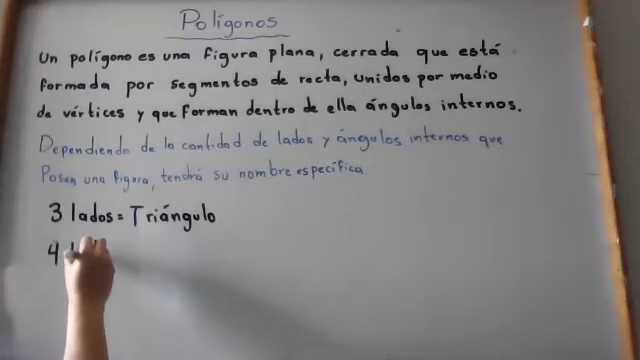 Polígonos
Un polígono es una figura plana, cerrada que está
formada por segmentos de recta, unidos por medio
de vértices y que forman dentro de ella ángulos internos.
Dependiendo de la cantidad de lados y ángulos internos que
Posea una figura, tendrá su nombre específica
3 lados = Triángulo
4